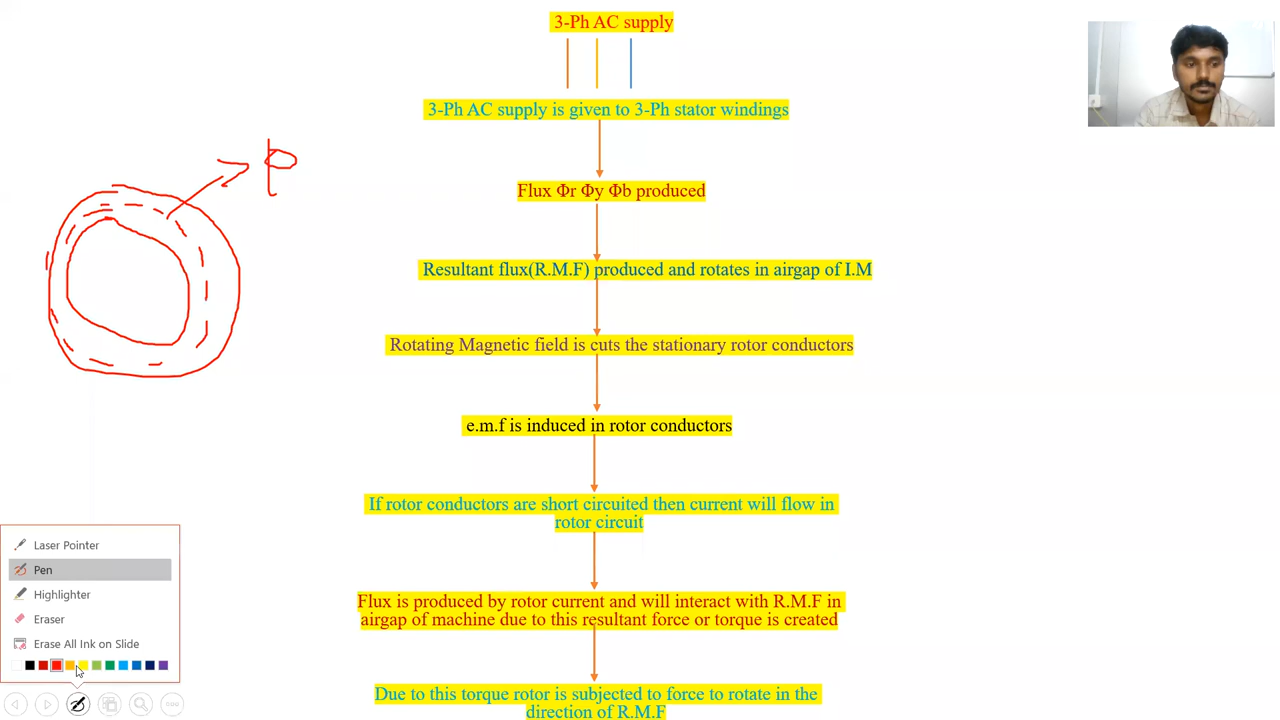 3-Ph AC supply
3-Ph AC supply is given to 3-Ph stator windings
Flux Φr Φy Φb produced
Resultant flux(R.M.F) produced and rotates in airgap of I.M
Rotating Magnetic field is cuts the stationary rotor conductors
e.m.f is induced in rotor conductors
If rotor conductors are short circuited then current will flow in
rotor circuit
Flux is produced by rotor current and will interact with R.M.F in
airgap of machine due to this resultant force or torque is created
Due to this torque rotor is subjected to force to rotate in the
direction of R.M.F
Laser Pointer
Pen
Highlighter
Eraser
Erase All Ink on Slide